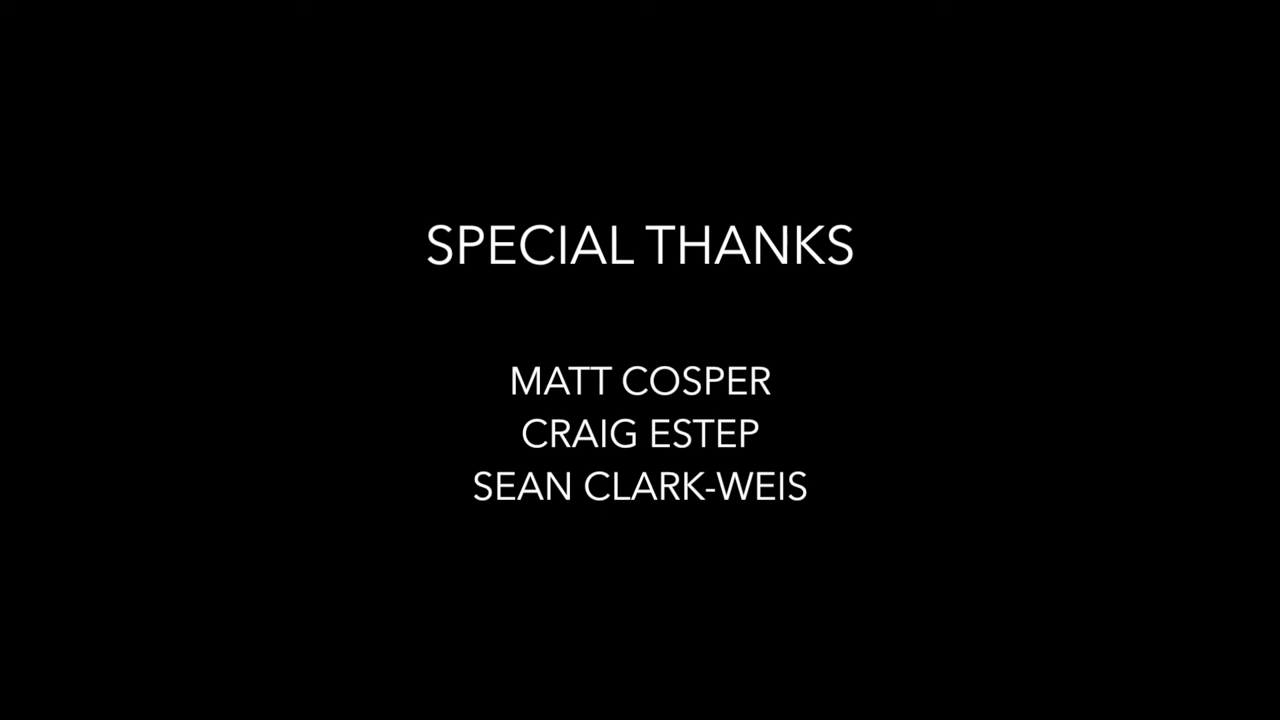 SPECIAL THANKS
MATT COSPER
CRAIG ESTEP
SEAN CLARK-WEIS